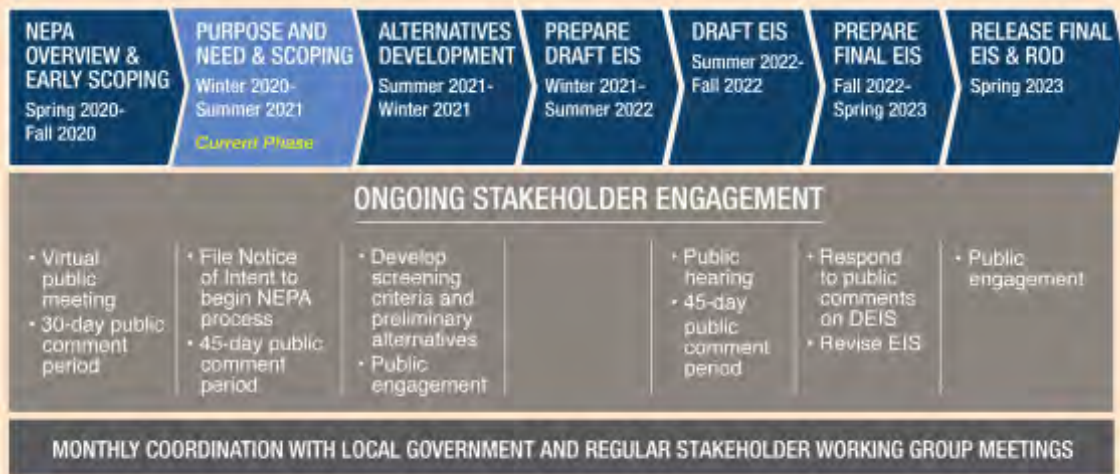 NEPA
OVERVIEW &
EARLY SCOPING
Spring 2020-
Fall 2020
PURPOSE AND
NEED & SCOPING
Winter 2020-
Summer 2021
Current Phase
ALTERNATIVES
DEVELOPMENT
Summer 2021-
Winter 2021
PREPARE
DRAFT EIS
Winter 2021-
Summer 2022
DRAFT EIS
Summer 2022-
Fall 2022
PREPARE
FINAL EIS
Fall 2022-
Spring 2023
RELEASE FINAL
EIS & ROD
Spring 2023
ONGOING STAKEHOLDER ENGAGEMENT
• Virtual
public
meeting
• 30-day public
comment
period
• File Notice
of Intent to
begin NEPA
process
• 45-day public
comment
period
• Develop
screening
criteria and
preliminary
alternatives
• Public
engagement
• Public
hearing
• 45-day
public
comment
period
• Respond
to public
comments
on DEIS
• Revise EIS
• Public
engagement
MONTHLY COORDINATION WITH LOCAL GOVERNMENT AND REGULAR STAKEHOLDER WORKING GROUP MEETINGS